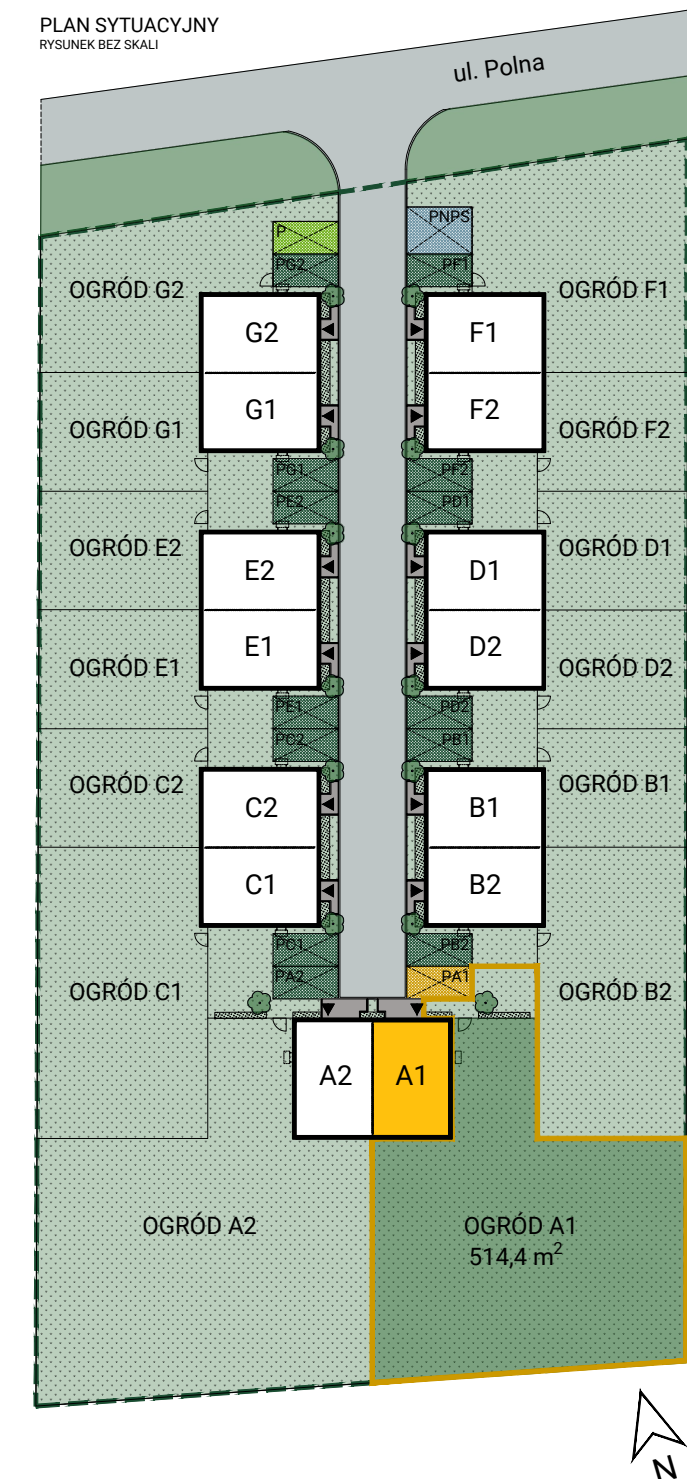 PLAN SYTUACYJNY
RYSUNEK BEZ SKALI
ul. Polna
P
PNPS
PG2
PF1
OGRÓD G2
OGRÓD F1
G2
F1
G1
F2
OGRÓD G1
OGRÓD F2
PG1
PF2
PE2
PD1
OGRÓD E2
OGRÓD D1
E2
D1
E1
D2
OGRÓD E1
OGRÓD D2
PE1
PD2
PC2
PB1
OGRÓD C2
OGRÓD B1
C2
B1
C1
B2
PC1
PB2
PA2
PA1
OGRÓD C1
OGRÓD B2
A2
A1
OGRÓD A2
OGRÓD A1
514,4 m²
N